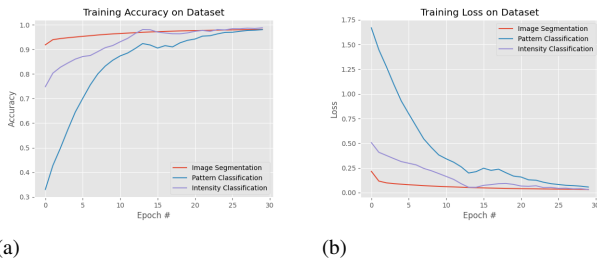 Training Accuracy on Dataset
1.0
0.9
0.8
0.7
0.6
0.5
0.4
0.3
Accuracy
Image Segmentation
Pattern Classification
Intensity Classification
0 5 10 15 20 25 30
Epoch #
(a)
Training Loss on Dataset
1.75
1.50
1.25
1.00
0.75
0.50
0.25
0.00
Loss
Image Segmentation
Pattern Classification
Intensity Classification
0 5 10 15 20 25 30
Epoch #
(b)